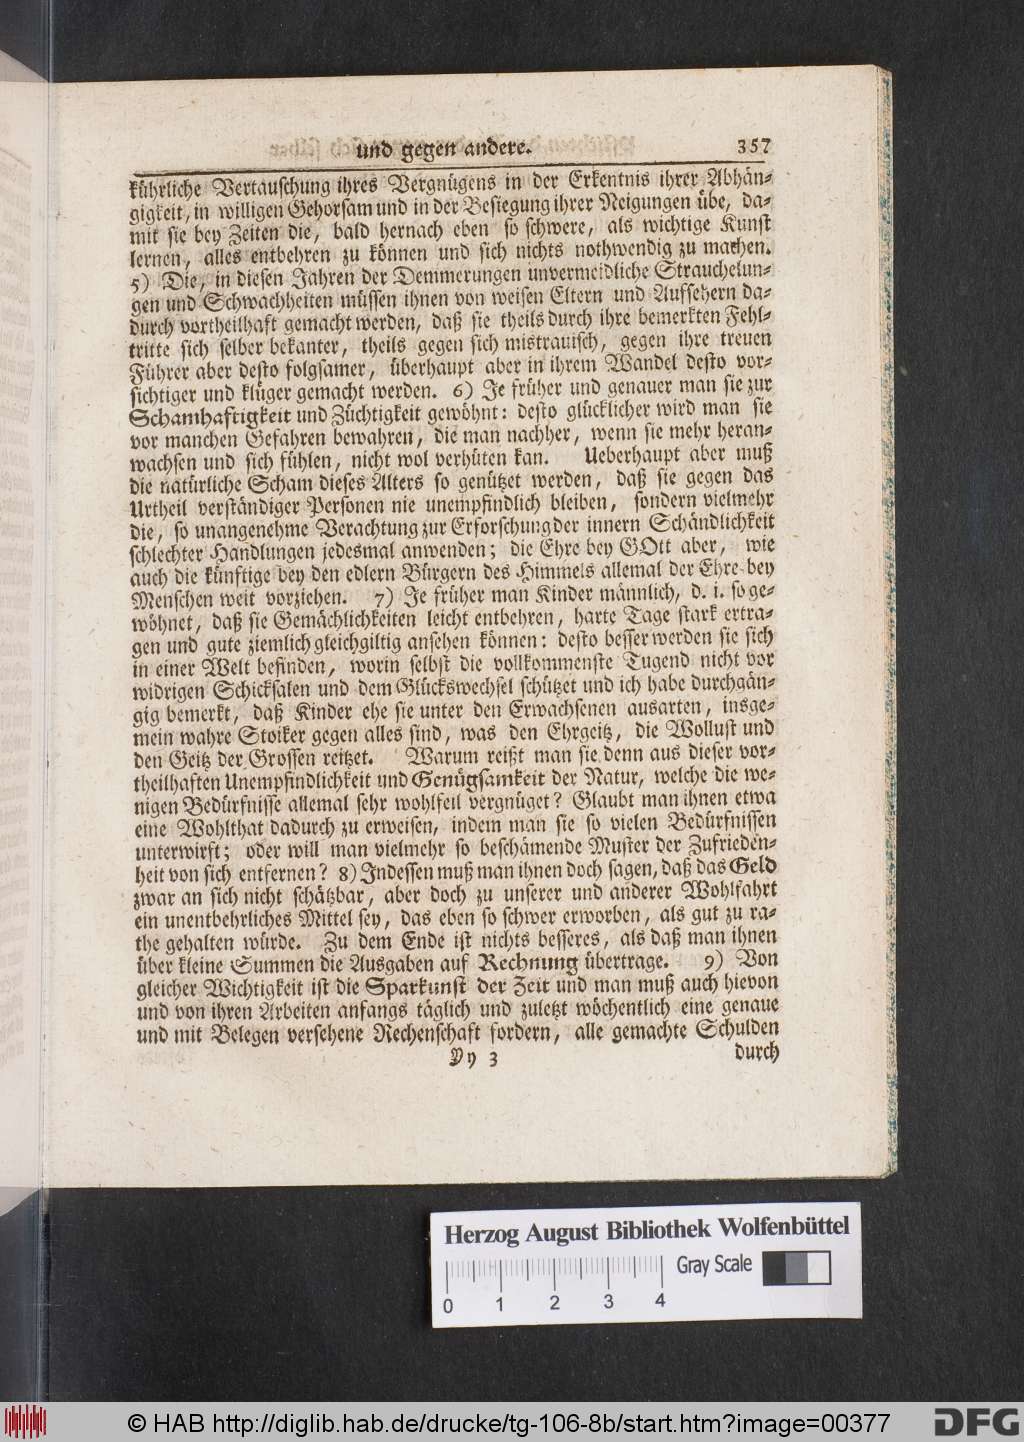 und gegen andere. 357
kührliche Vertauschung ihres Vergnügens in der Erkentnis ihrer Abhän-
gigkeit, in willigen Gehorsam und in der Besiegung ihrer Neigungen übe, da-
mit sie bey Zeiten die, bald hernach eben so schwere, als wichtige Kunst
lernen, alles entbehren zu können und sich nichts nothwendig zu machen.
5) Die, in diesen Jahren der Demmerungen unvermeidliche Strauchelun-
gen und Schwachheiten müssen ihnen von weisen Eltern und Aufsehern da-
durch vortheilhaft gemacht werden, daß sie theils durch ihre bemerkten Fehl-
tritte sich selber bekanter, theils gegen sich mistrauisch, gegen ihre treuen
Führer aber desto folgsamer, überhaupt aber in ihrem Wandel desto vor-
sichtiger und klüger gemacht werden. 6) Je früher und genauer man sie zur
Schamhaftigkeit und Züchtigkeit gewöhnt: desto glücklicher wird man sie
vor manchen Gefahren bewahren, die man nachher, wenn sie mehr heran-
wachsen und sich fühlen, nicht wol verhüten kan. Ueberhaupt aber muß
die natürliche Scham dieses Alters so genützet werden, daß sie gegen das
Urtheil verständiger Personen nie unempfindlich bleiben, sondern vielmehr
die, so unangenehme Verachtung zur Erforschung der innern Schändlichkeit
schlechter Handlungen jedesmal anwenden; die Ehre bey GOtt aber, wie
auch die künftige bey den edlern Bürgern des Himmels allemal der Ehre bey
Menschen weit vorziehen. 7) Je früher man Kinder männlich, d. i. so ge-
wöhnet, daß sie Gemächlichkeiten leicht entbehren, harte Tage stark ertra-
gen und gute ziemlich gleichgiltig ansehen können: desto besser werden sie sich
in einer Welt befinden, worin selbst die vollkommenste Tugend nicht vor
widrigen Schicksalen und dem Glückswechsel schützet und ich habe durchgän-
gig bemerkt, daß Kinder ehe sie unter den Erwachsenen ausarten, insge-
mein wahre Stoiker gegen alles sind, was den Ehrgeitz, die Wollust und
den Geitz der Grossen reitzet. Warum reißt man sie denn aus dieser vor-
theilhaften Unempfindlichkeit und Genügsamkeit der Natur, welche die we-
nigen Bedürfnisse allemal sehr wohlfeil vergnüget? Glaubt man ihnen etwa
eine Wohlthat dadurch zu erweisen, indem man sie so vielen Bedürfnissen
unterwirft; oder will man vielmehr so beschämende Muster der Zufrieden-
heit von sich entfernen? 8) Indessen muß man ihnen doch sagen, daß das Geld
zwar an sich nicht schätzbar, aber doch zu unserer und anderer Wohlfahrt
ein unentbehrliches Mittel sey, das eben so schwer erworben, als gut zu ra-
the gehalten würde. Zu dem Ende ist nichts besseres, als daß man ihnen
über kleine Summen die Ausgaben auf Rechnung übertrage. 9) Von
gleicher Wichtigkeit ist die Sparkunst der Zeit und man muß auch hievon
und von ihren Arbeiten anfangs täglich und zuletzt wöchentlich eine genaue
und mit Belegen versehene Rechenschaft fordern, alle gemachte Schulden
Yy 3 durch
Herzog August Bibliothek Wolfenbüttel
Gray Scale
0 1 2 3 4
© HAB http://diglib.hab.de/drucke/tg-106-8b/start.htm?image=00377
DFG